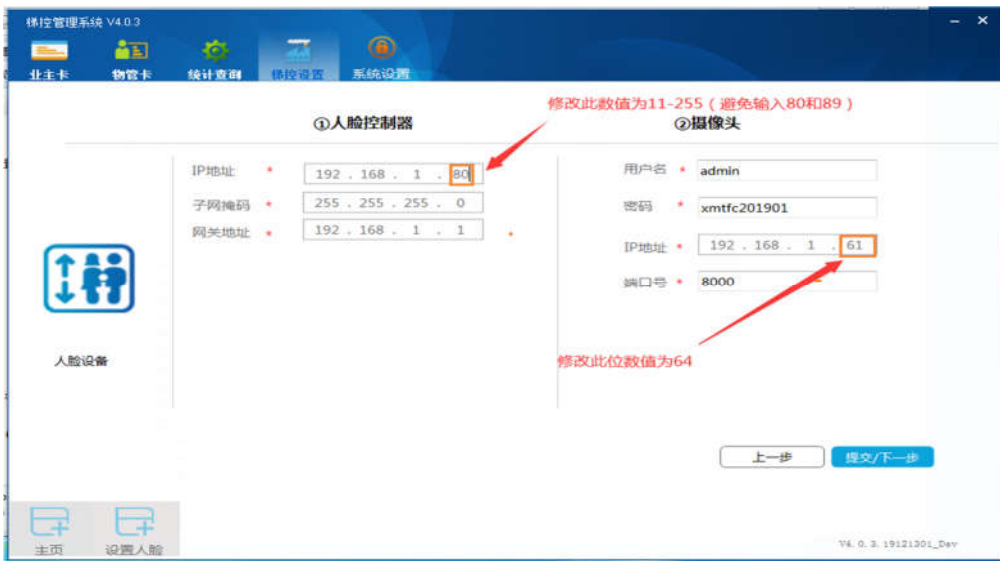 梯控管理系统 V4.0.3
业主卡 物管卡 统计查询 梯控设置 系统设置
修改此数值为11-255（避免输入80和89）
①人脸控制器 ②摄像头
IP地址 * 192 . 168 . 1 . 80
子网掩码 * 255 . 255 . 255 . 0
网关地址 * 192 . 168 . 1 . 1 *
用户名 * admin
密码 * xmtfc201901
IP地址 * 192 . 168 . 1 . 61
端口号 * 8000
人脸设备
修改此位数值为64
上一步 提交/下一步
主页 设置人脸
V4.0.3.19121301_Dev